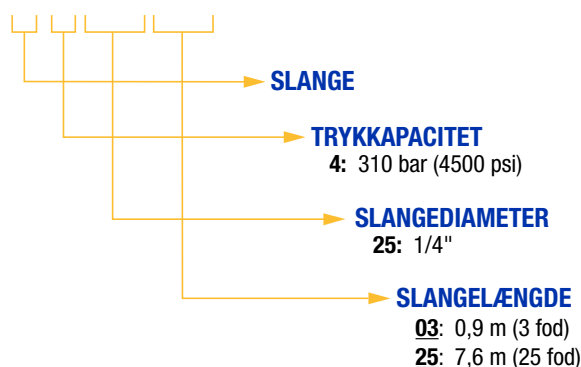 SLANGE
TRYKKAPACITET
4: 310 bar (4500 psi)
SLANGEDIAMETER
25: 1/4"
SLANGELÆNGDE
03: 0,9 m (3 fod)
25: 7,6 m (25 fod)